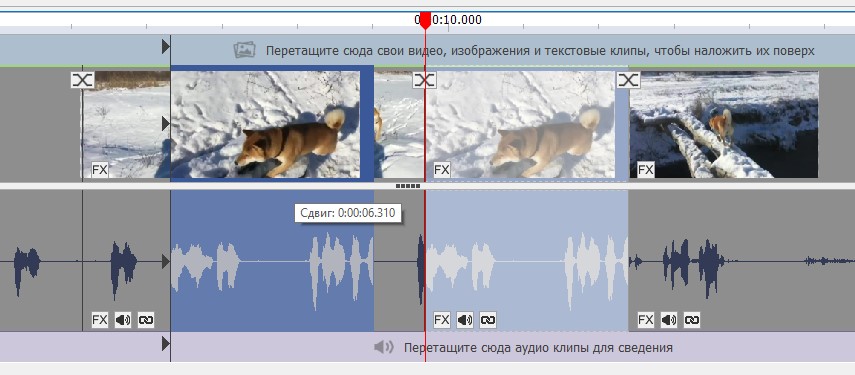 0:00:10.000
Перетащите сюда свои видео, изображения и текстовые клипы, чтобы наложить их поверх
FX
FX
FX
Сдвиг: 0:00:06.310
FX
FX
FX
Перетащите сюда аудио клипы для сведения